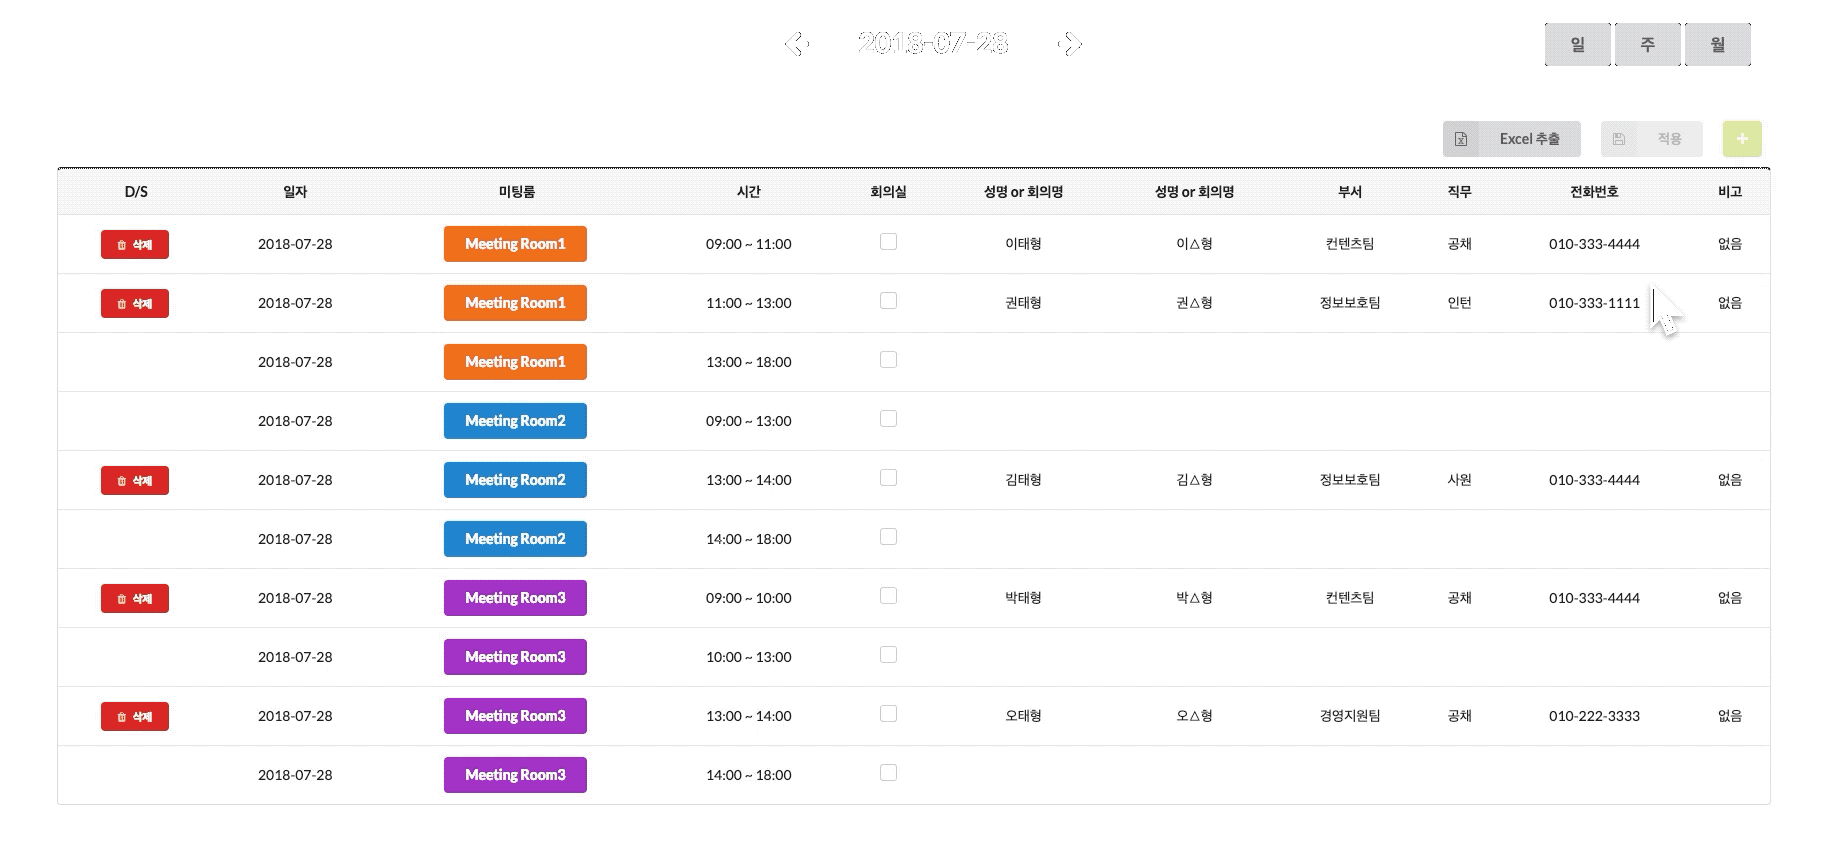 2018-07-28
일 주 월
Excel 추출 적용 +
D/S 일자 미팅룸 시간 회의실 성명 or 회의명 성명 or 회의명 부서 직무 전화번호 비고
삭제 2018-07-28 Meeting Room1 09:00 ~ 11:00 이태형 이△형 컨텐츠팀 공채 010-333-4444 없음
삭제 2018-07-28 Meeting Room1 11:00 ~ 13:00 권태형 권△형 정보보호팀 인턴 010-333-1111 없음
2018-07-28 Meeting Room1 13:00 ~ 18:00
2018-07-28 Meeting Room2 09:00 ~ 13:00
삭제 2018-07-28 Meeting Room2 13:00 ~ 14:00 김태형 김△형 정보보호팀 사원 010-333-4444 없음
2018-07-28 Meeting Room2 14:00 ~ 18:00
삭제 2018-07-28 Meeting Room3 09:00 ~ 10:00 박태형 박△형 컨텐츠팀 공채 010-333-4444 없음
2018-07-28 Meeting Room3 10:00 ~ 13:00
삭제 2018-07-28 Meeting Room3 13:00 ~ 14:00 오태형 오△형 경영지원팀 공채 010-222-3333 없음
2018-07-28 Meeting Room3 14:00 ~ 18:00